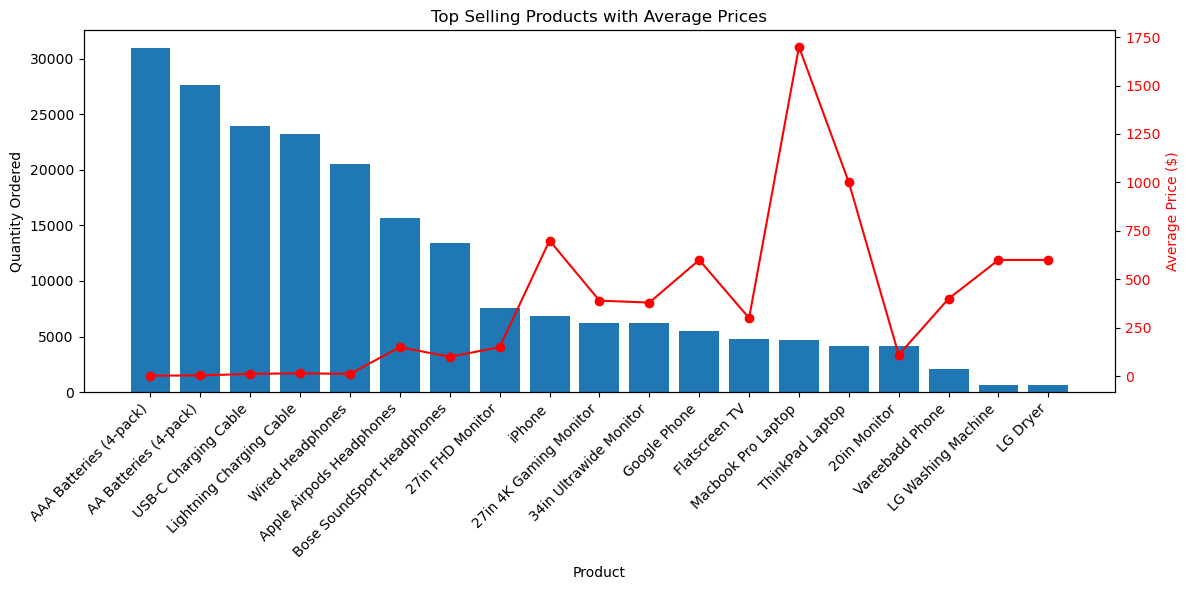 Top Selling Products with Average Prices
Quantity Ordered
30000
25000
20000
15000
10000
5000
0
1750
1500
1250
1000
750
500
250
0
Average Price ($)
AAA Batteries (4-pack)
AA Batteries (4-pack)
USB-C Charging Cable
Lightning Charging Cable
Wired Headphones
Apple Airpods Headphones
Bose SoundSport Headphones
27in FHD Monitor
iPhone
27in 4K Gaming Monitor
34in Ultrawide Monitor
Google Phone
Flatscreen TV
Macbook Pro Laptop
ThinkPad Laptop
20in Monitor
Vareebadd Phone
LG Washing Machine
LG Dryer
Product